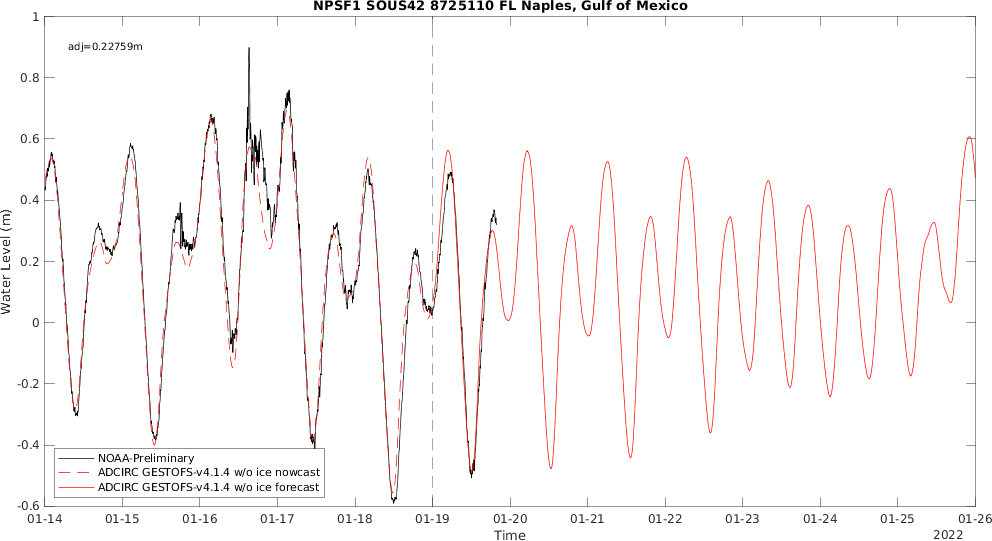 NPSF1 SOUS42 8725110 FL Naples, Gulf of Mexico
adj=0.22759m
1
0.8
0.6
0.4
0.2
0
-0.2
-0.4
-0.6
Water Level (m)
NOAA-Preliminary
ADCIRC GESTOFS-v4.1.4 w/o ice nowcast
ADCIRC GESTOFS-v4.1.4 w/o ice forecast
01-14 01-15 01-16 01-17 01-18 01-19 01-20 01-21 01-22 01-23 01-24 01-25 01-26
Time
2022